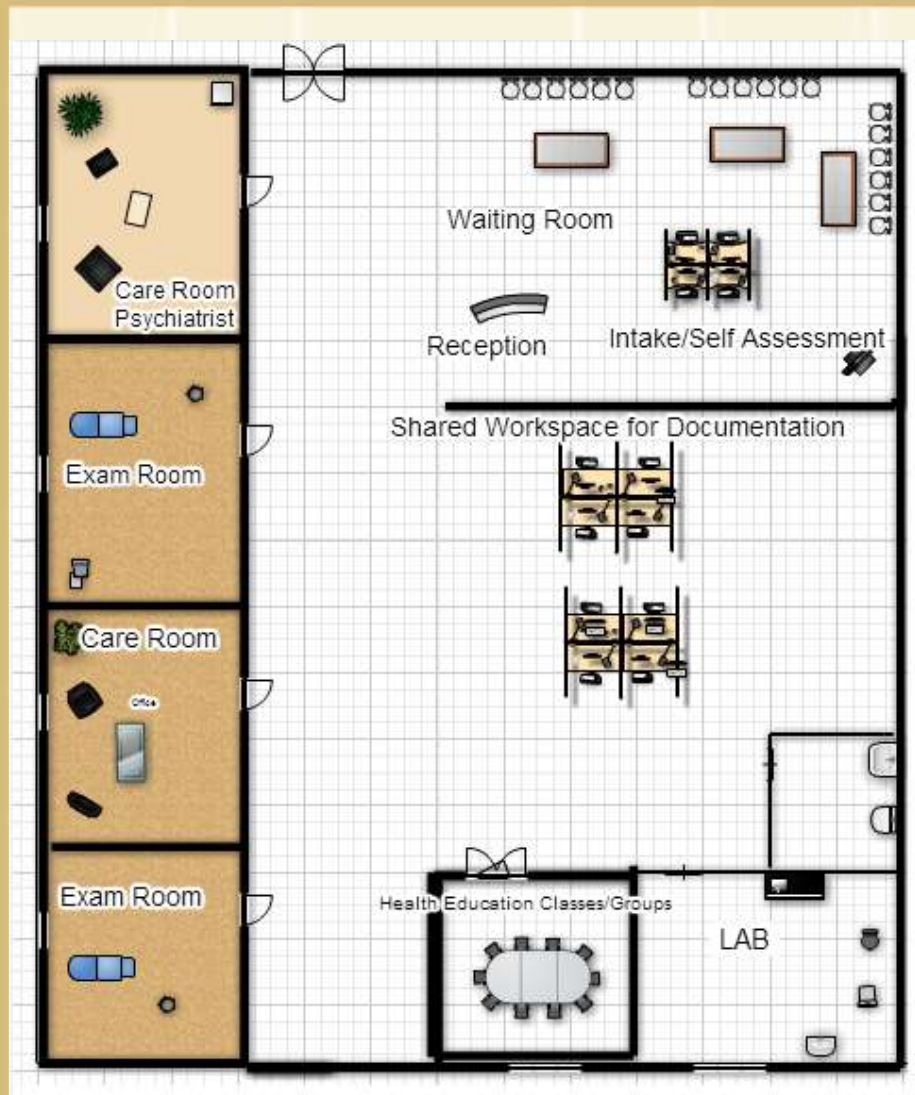 Waiting Room
Care Room
Psychiatrist
Reception
Intake/Self Assessment
Shared Workspace for Documentation
Exam Room
Care Room
Office
Exam Room
Health Education Classes/Groups
LAB